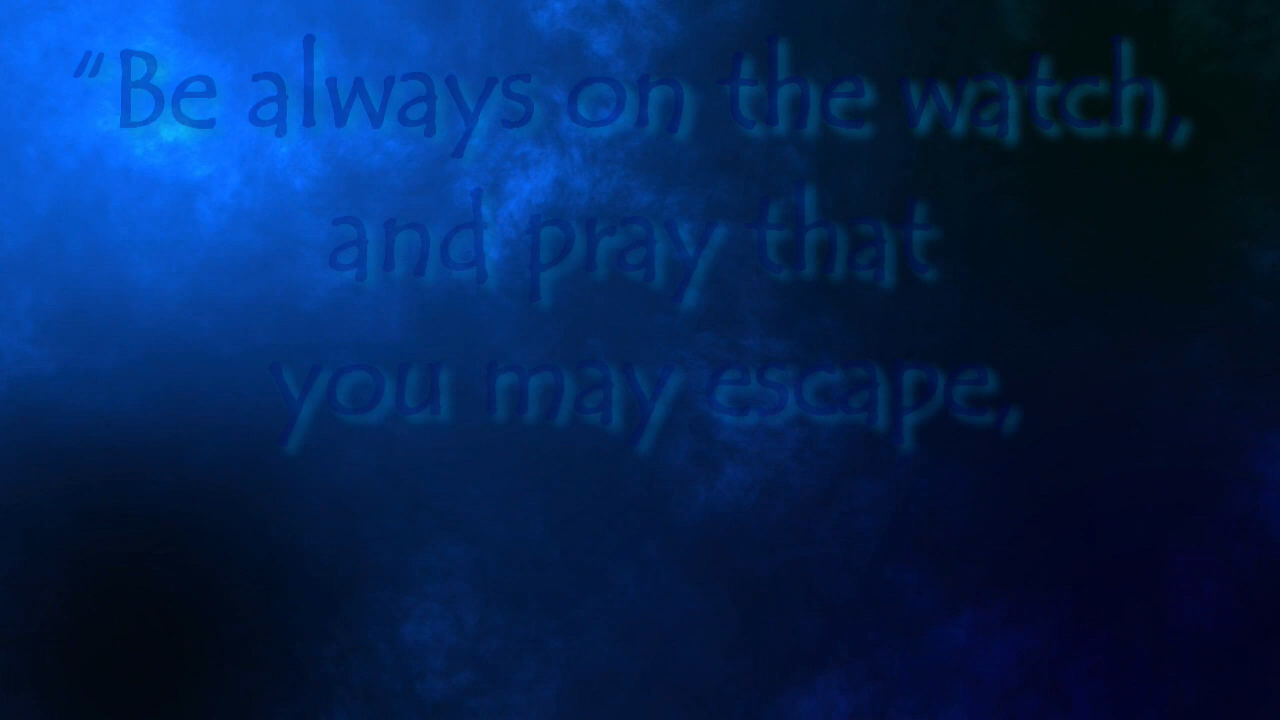 “Be always on the watch,
and pray that
you may escape,